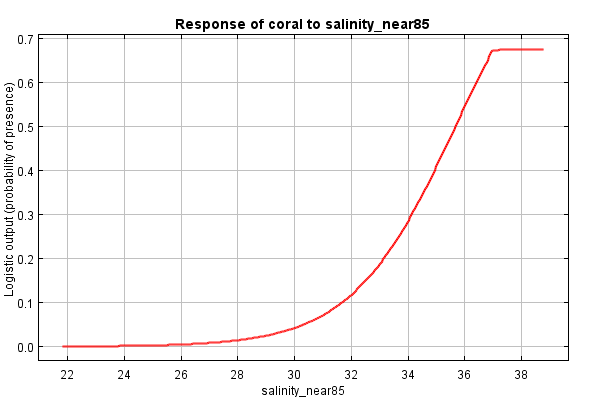 Response of coral to salinity_near85
Logistic output (probability of presence)
0.7
0.6
0.5
0.4
0.3
0.2
0.1
0.0
22 24 26 28 30 32 34 36 38
salinity_near85